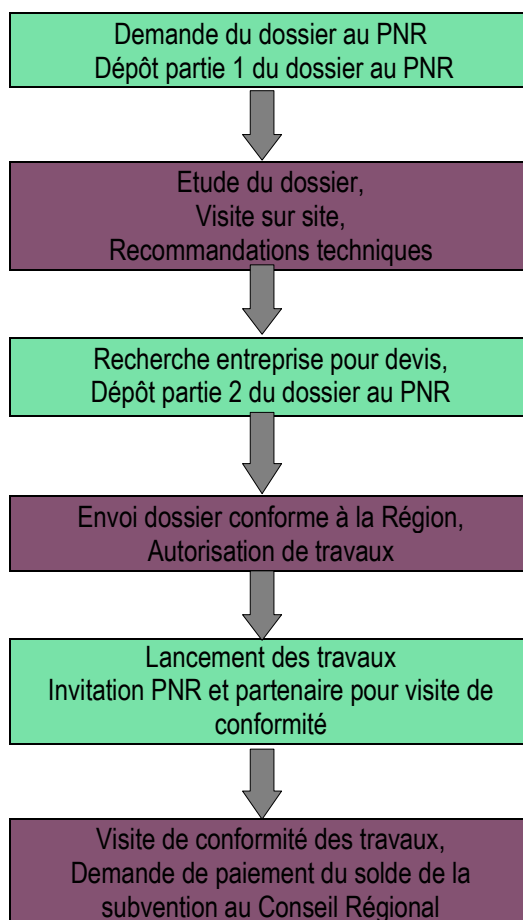 Demande du dossier au PNR
Dépôt partie 1 du dossier au PNR
Etude du dossier,
Visite sur site,
Recommandations techniques
Recherche entreprise pour devis,
Dépôt partie 2 du dossier au PNR
Envoi dossier conforme à la Région,
Autorisation de travaux
Lancement des travaux
Invitation PNR et partenaire pour visite de
conformité
Visite de conformité des travaux,
Demande de paiement du solde de la
subvention au Conseil Régional